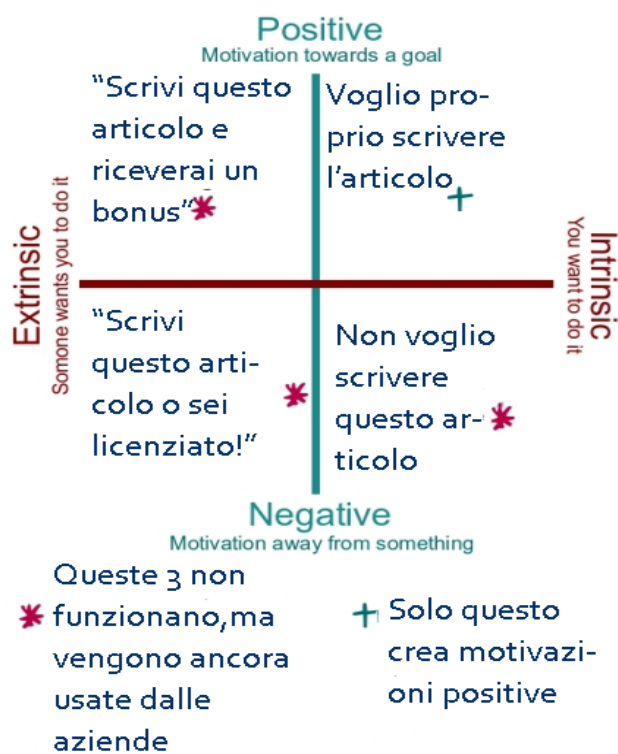 Positive
Motivation towards a goal
“Scrivi questo
articolo e
riceverai un
bonus”
Voglio pro-
prio scrivere
l’articolo
Extrinsic
Somone wants you to do it
Intrinsic
You want to do it
“Scrivi
questo arti-
colo o sei
licenziato!”
Non voglio
scrivere
questo ar-
ticolo
Negative
Motivation away from something
Queste 3 non
funzionano,ma
vengono ancora
usate dalle
aziende
Solo questo
crea motivazi-
oni positive